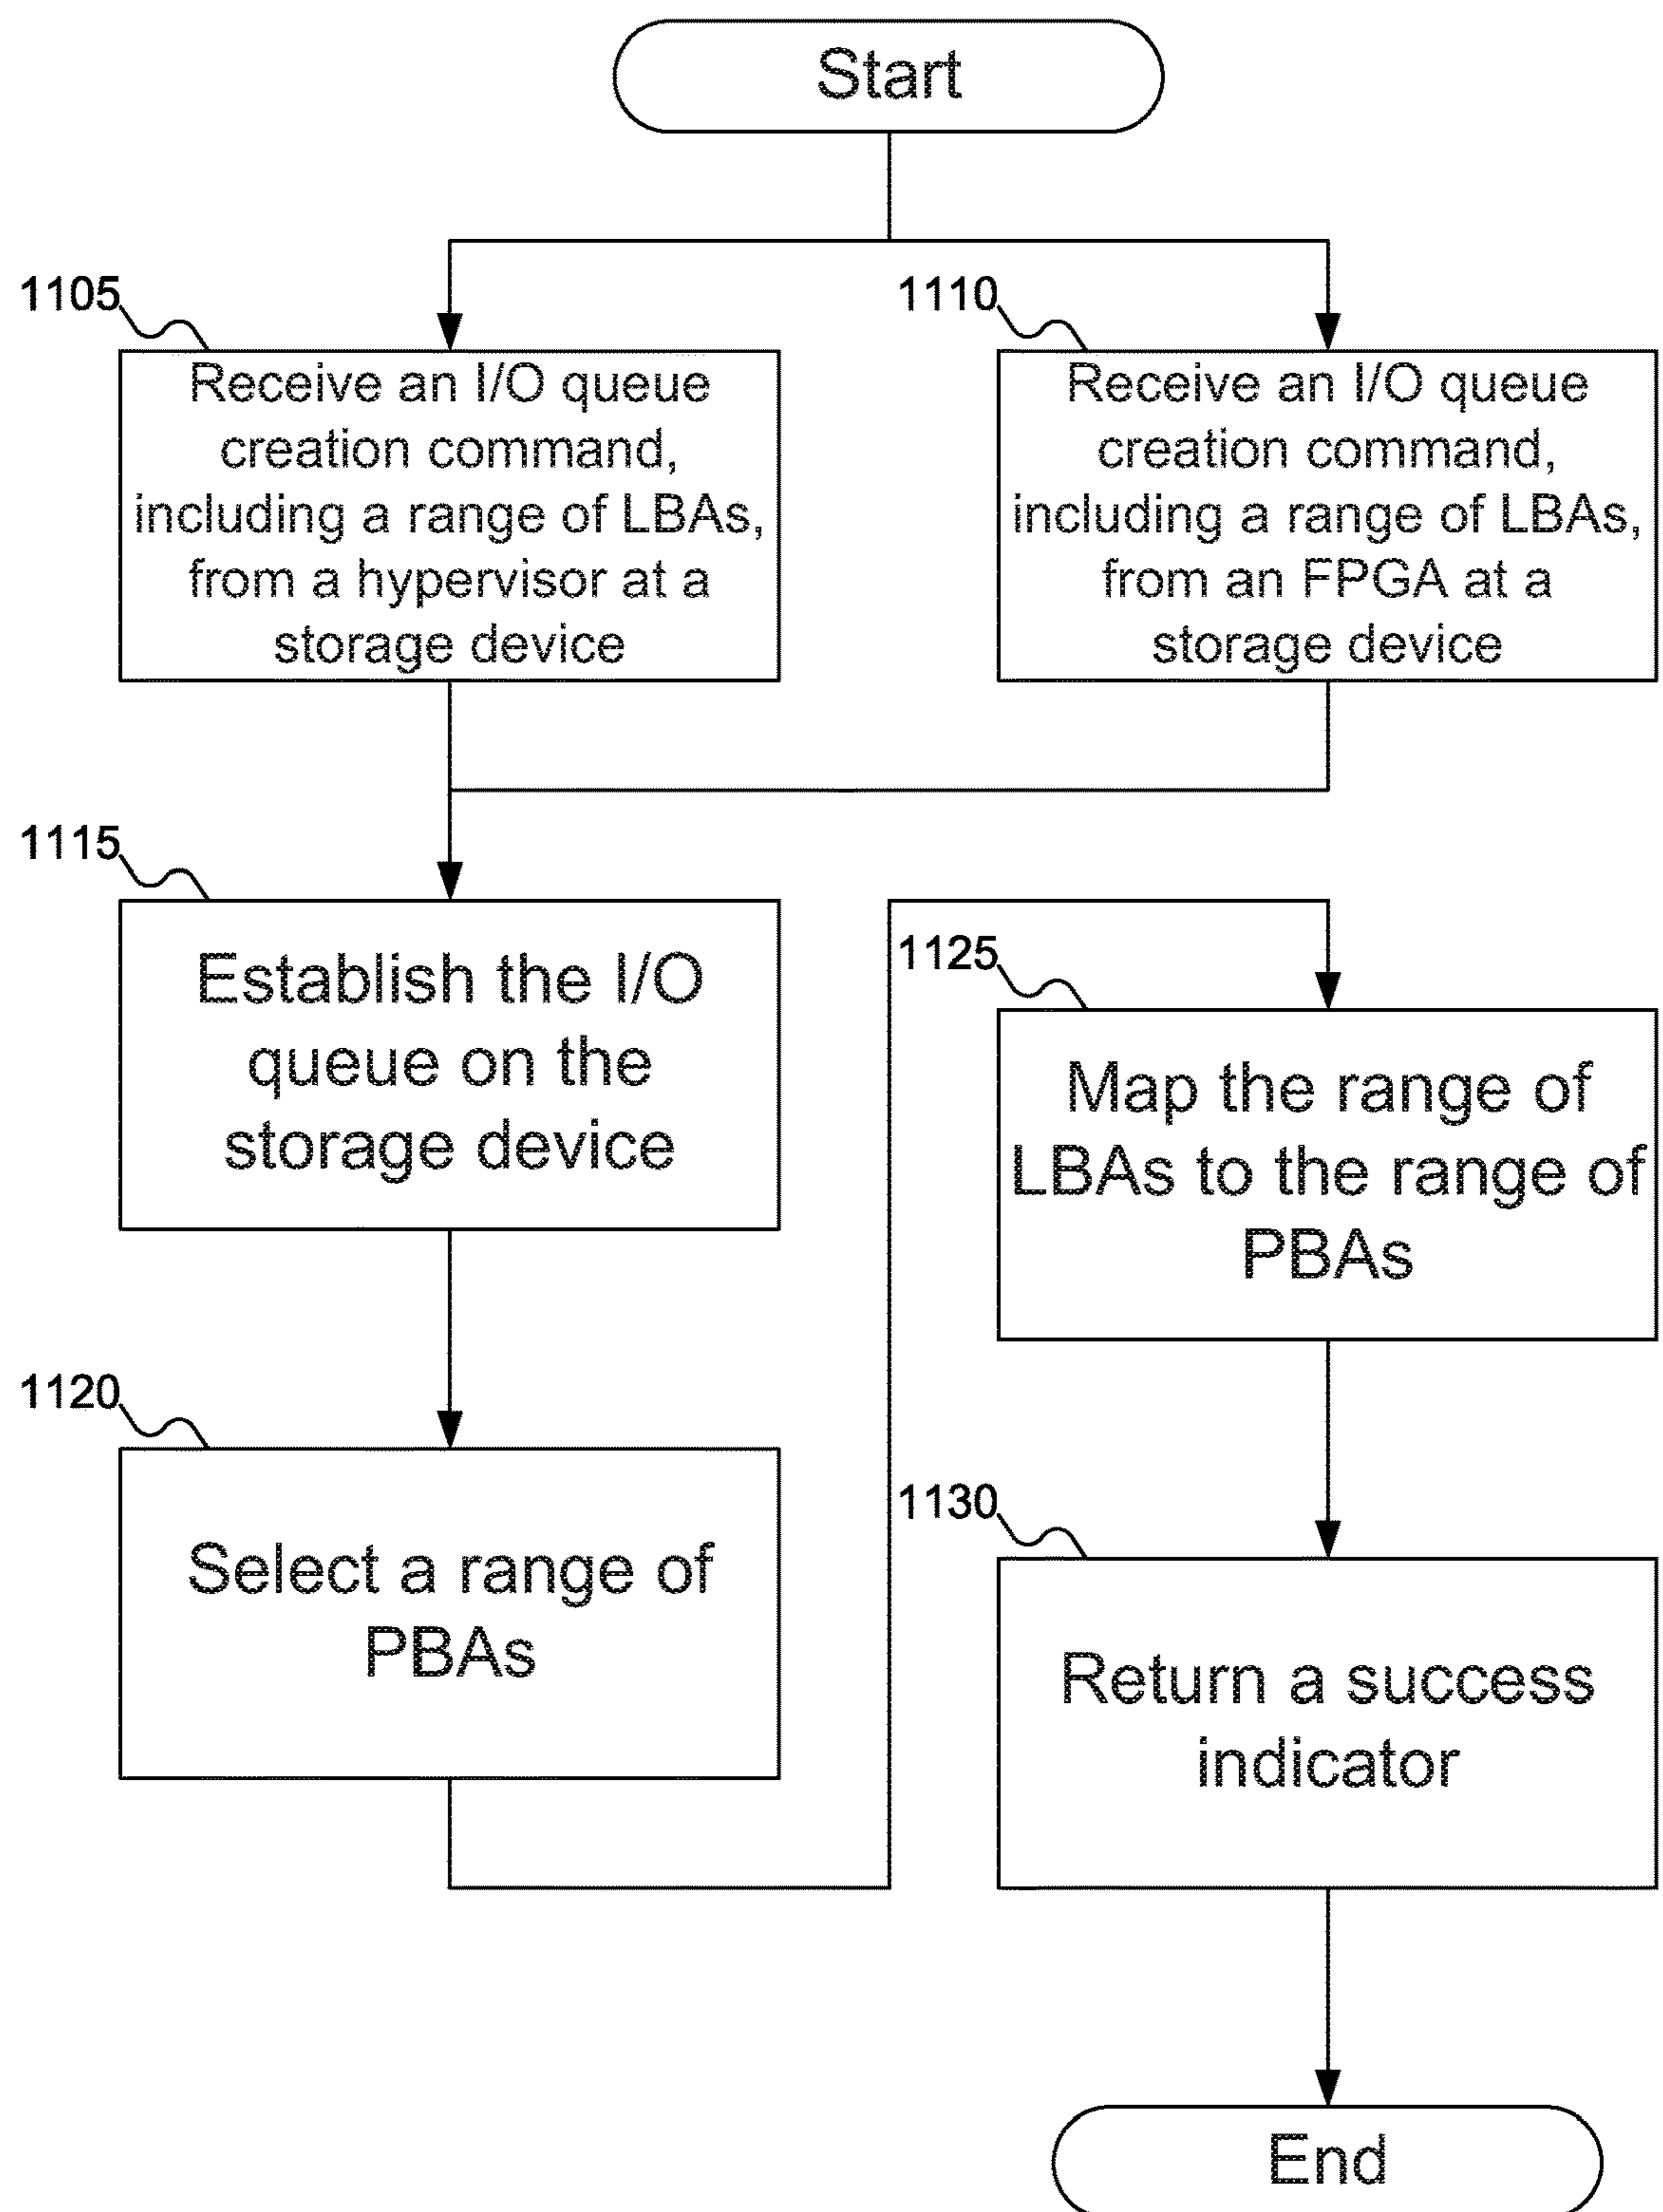 Start
1105
Receive an I/O queue
creation command,
including a range of LBAs,
from a hypervisor at a
storage device
1110
Receive an I/O queue
creation command,
including a range of LBAs,
from an FPGA at a
storage device
1115
Establish the I/O
queue on the
storage device
1120
Select a range of
PBAs
1125
Map the range of
LBAs to the range of
PBAs
1130
Return a success
indicator
End